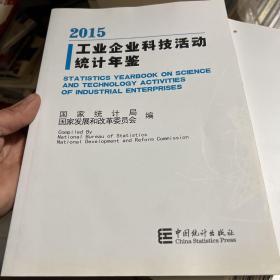 2015
工业企业科技活动
统计年鉴
STATISTICS YEARBOOK ON SCIENCE
AND TECHNOLOGY ACTIVITIES
OF INDUSTRIAL ENTERPRISES
国家统计局
国家发展和改革委员会 编
Compiled By
National Bureau of Statistics
National Development and Reform Commission
中国统计出版社
China Statistics Press